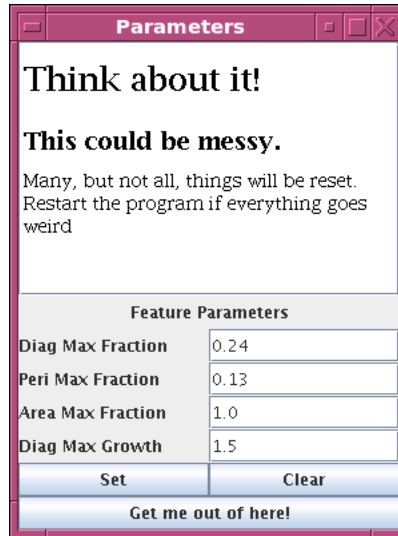 Parameters
Think about it!
This could be messy.
Many, but not all, things will be reset.
Restart the program if everything goes
weird
Feature Parameters
Diag Max Fraction 0.24
Peri Max Fraction 0.13
Area Max Fraction 1.0
Diag Max Growth 1.5
Set Clear
Get me out of here!